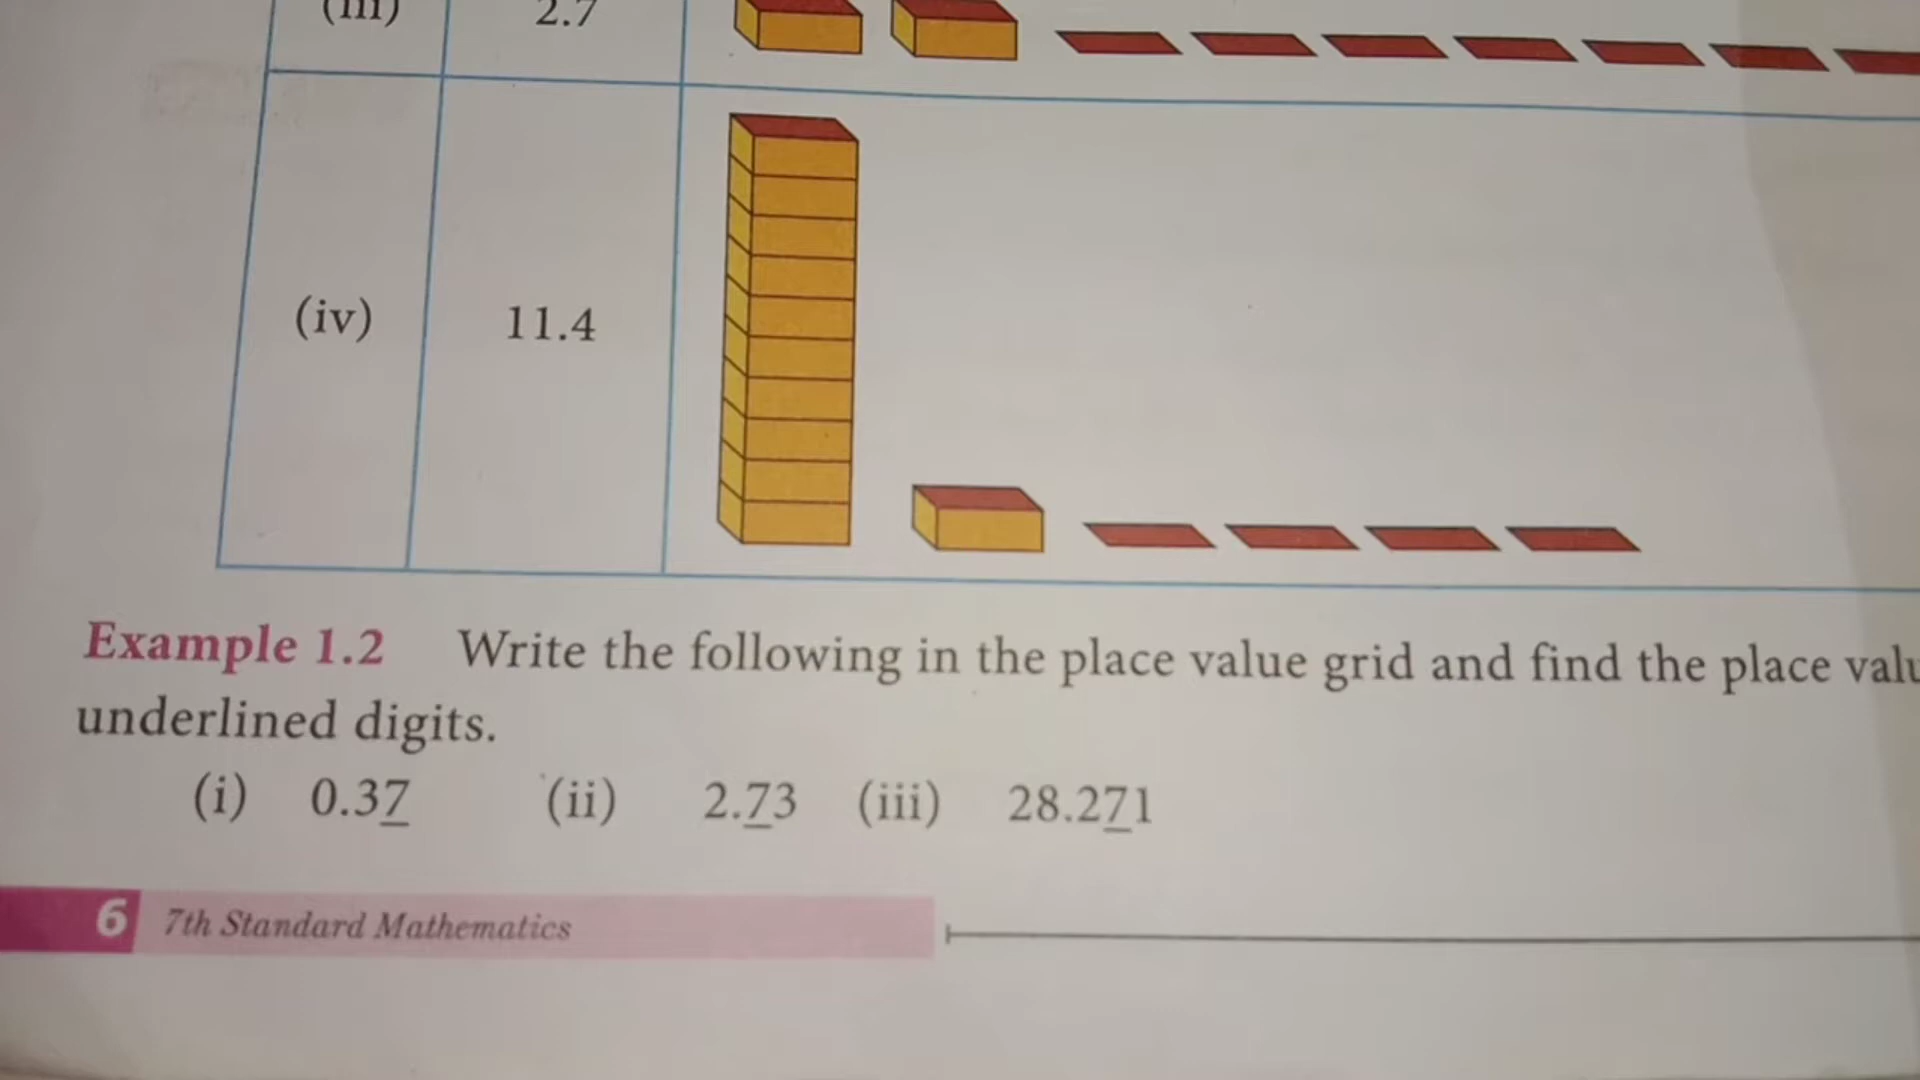 (iii) 2.7
(iv) 11.4
Example 1.2 Write the following in the place value grid and find the place
underlined digits.
(i) 0.37 (ii) 2.73 (iii) 28.271
6 7th Standard Mathematics